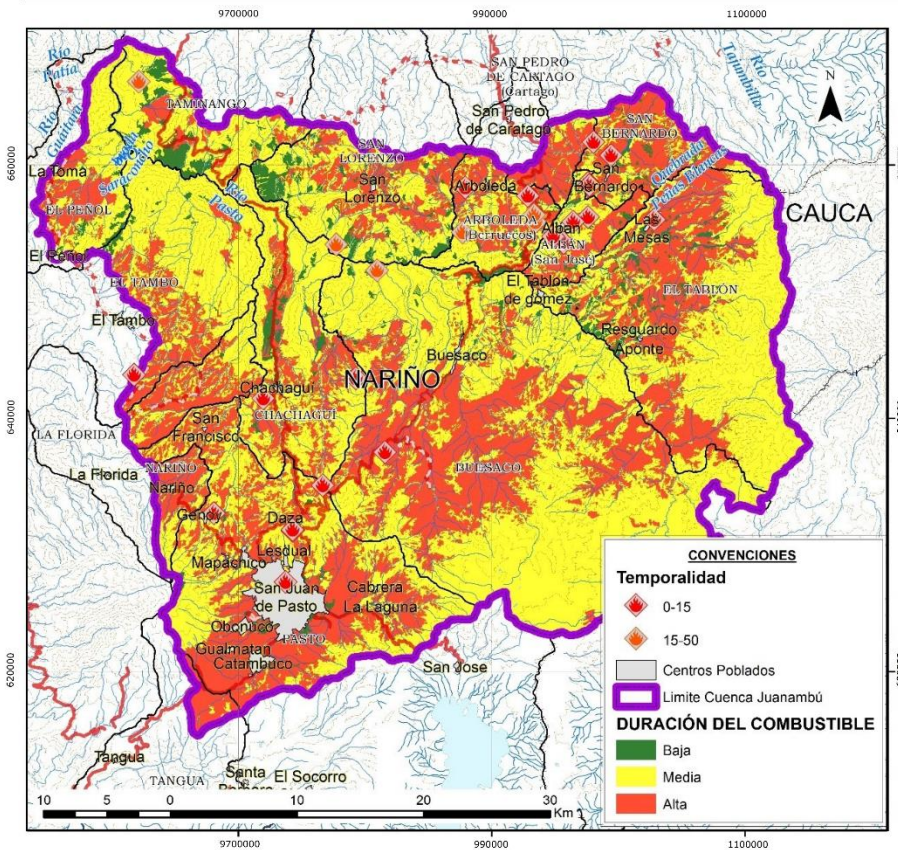 9700000 990000 1100000
Río
Patía
Río
Guáitara
SAN PEDRO
DE CARTAGO
(Cartago)
San Pedro
de Caratago
Río
Tajumbilla
N
TAMINANGO
SAN
BERNARDO
SAN
LORENZO
San
Lorenzo
660000
La Toma
Saraconcho
Río
Pasto
Arboleda
San
Bernardo
Quebrada
Peñas Blancas
CAUCA
EL PEÑOL
ARBOLEDA
(Berruecos)
Albán
ALBÁN
(San José)
Las
Mesas
El Peñol
EL TAMBO
El Tablón
de gómez
EL TABLÓN
El Tambo
Resguardo
Aponte
Buesaco
NARIÑO
Chachagüí
CHACHAGÜÍ
640000
San
Francisco
LA FLORIDA
La Florida
NARIÑO
Nariño
BUESACO
Genoy
Daza
Lesdual
Mapachico
San Juan
de Pasto
Cabrera
La Laguna
Obonuco
PASTO
Gualmatan
Catambuco
San Jose
620000
Tangua
TANGUA
Santa
El Socorro
CONVENCIONES
Temporalidad
0-15
15-50
Centros Poblados
Limite Cuenca Juanambú
DURACIÓN DEL COMBUSTIBLE
Baja
Media
Alta
10 5 0 10 20 30
Km
9700000 990000 1100000